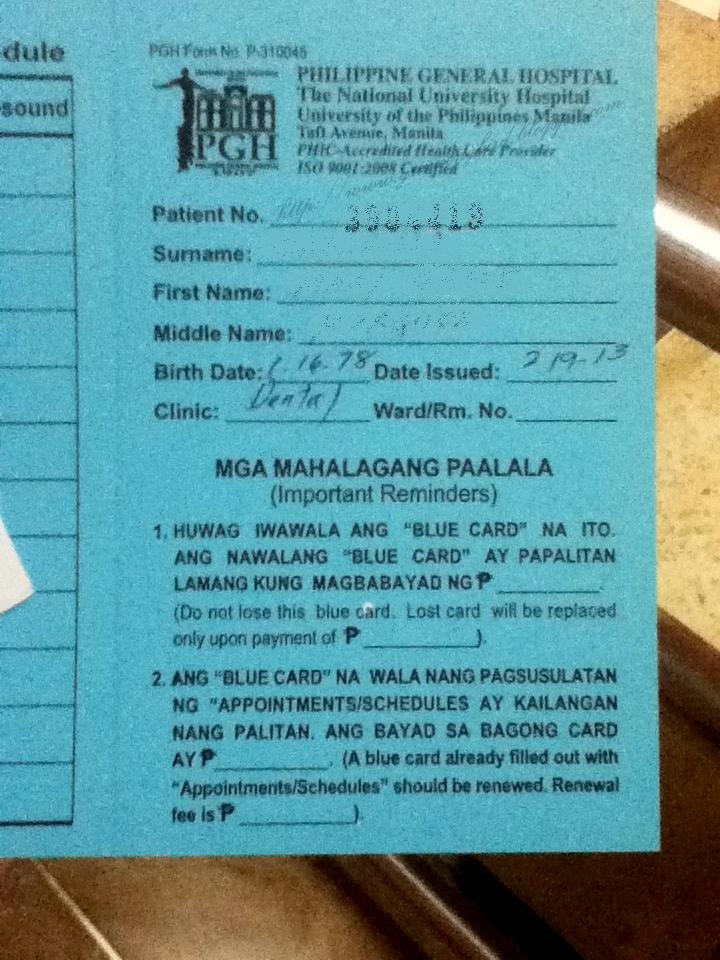 dule
sound
PGH Form No. P-310045
PHILIPPINE GENERAL HOSPITAL
The National University Hospital
University of the Philippines Manila
Taft Avenue, Manila
PHIC-Accredited Health Care Provider
ISO 9001:2008 Certified
PGH
Patient No.
Surname:
First Name:
Middle Name:
Birth Date: 1-16-78 Date Issued: 2-19-13
Clinic: Dental Ward/Rm. No.
MGA MAHALAGANG PAALALA
(Important Reminders)
1. HUWAG IWAWALA ANG "BLUE CARD" NA ITO.
ANG NAWALANG "BLUE CARD" AY PAPALITAN
LAMANG KUNG MAGBABAYAD NG ₱ ________.
(Do not lose this blue card. Lost card will be replaced
only upon payment of ₱ ________).
2. ANG "BLUE CARD" NA WALA NANG PAGSUSULATAN
NG "APPOINTMENTS/SCHEDULES AY KAILANGAN
NANG PALITAN. ANG BAYAD SA BAGONG CARD
AY ₱ ________. (A blue card already filled out with
"Appointments/Schedules" should be renewed. Renewal
fee is ₱ ________).